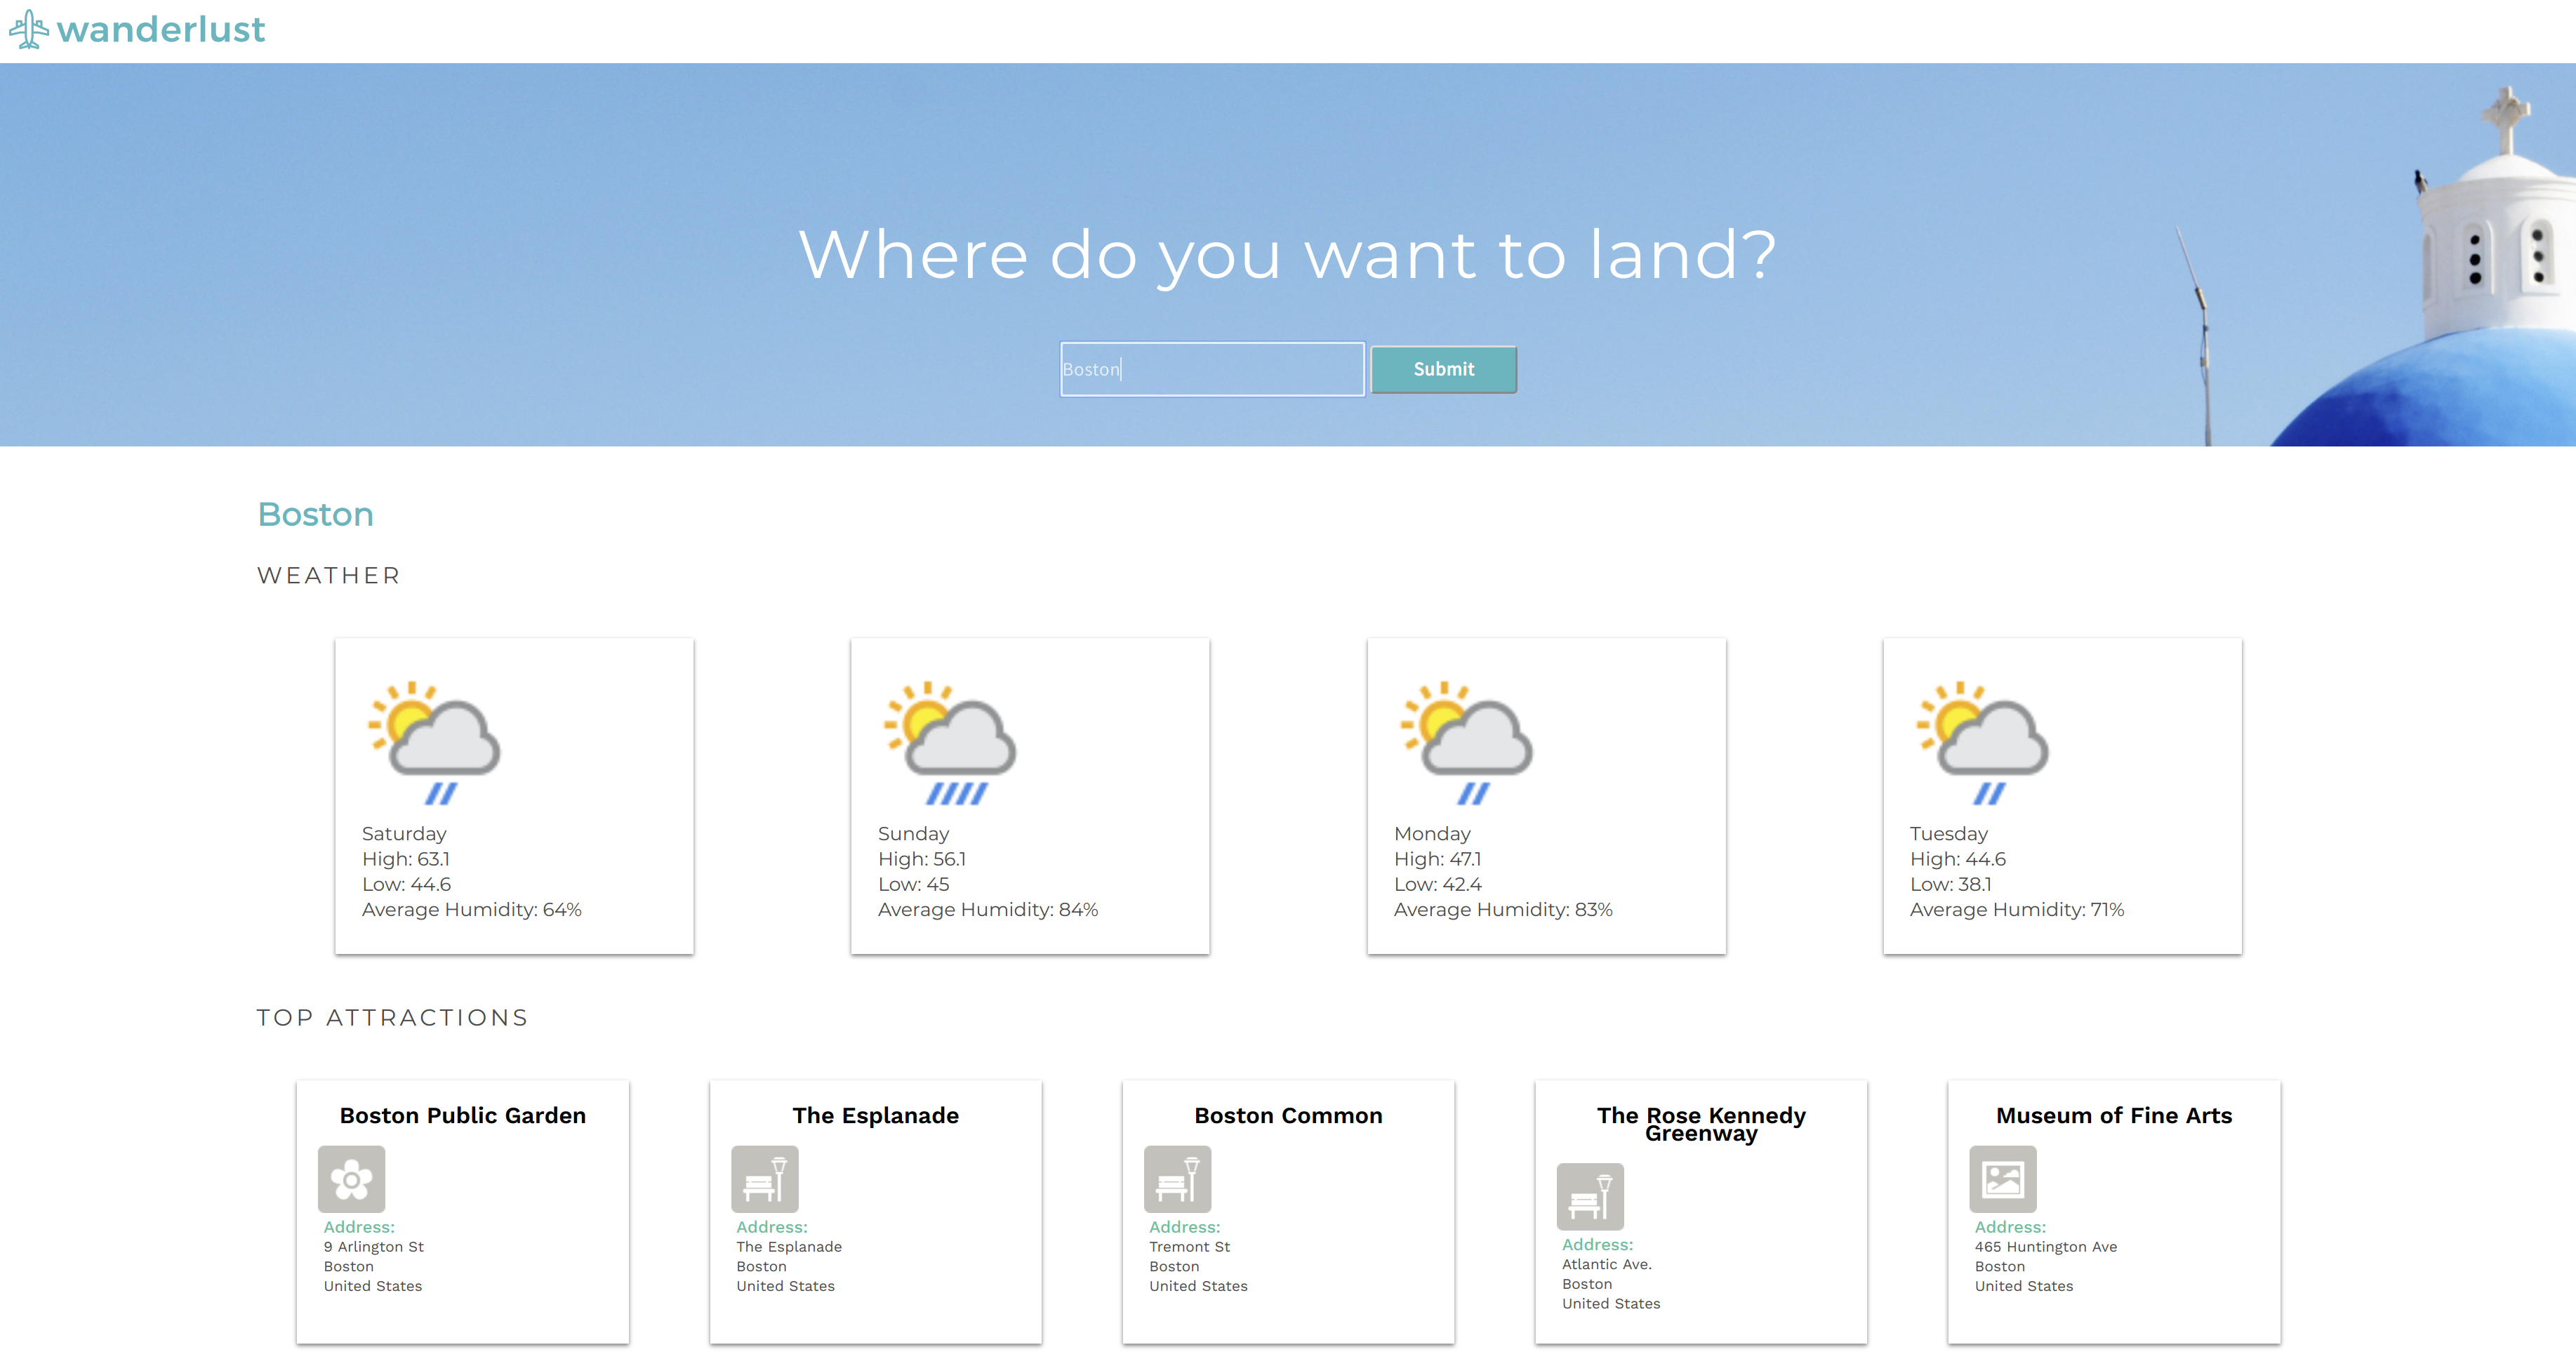 wanderlust
Where do you want to land?
Boston
Submit
Boston
WEATHER
Saturday
High: 63.1
Low: 44.6
Average Humidity: 64%
Sunday
High: 56.1
Low: 45
Average Humidity: 84%
Monday
High: 47.1
Low: 42.4
Average Humidity: 83%
Tuesday
High: 44.6
Low: 38.1
Average Humidity: 71%
TOP ATTRACTIONS
Boston Public Garden
Address:
9 Arlington St
Boston
United States
The Esplanade
Address:
The Esplanade
Boston
United States
Boston Common
Address:
Tremont St
Boston
United States
The Rose Kennedy
Greenway
Address:
Atlantic Ave.
Boston
United States
Museum of Fine Arts
Address:
465 Huntington Ave
Boston
United States